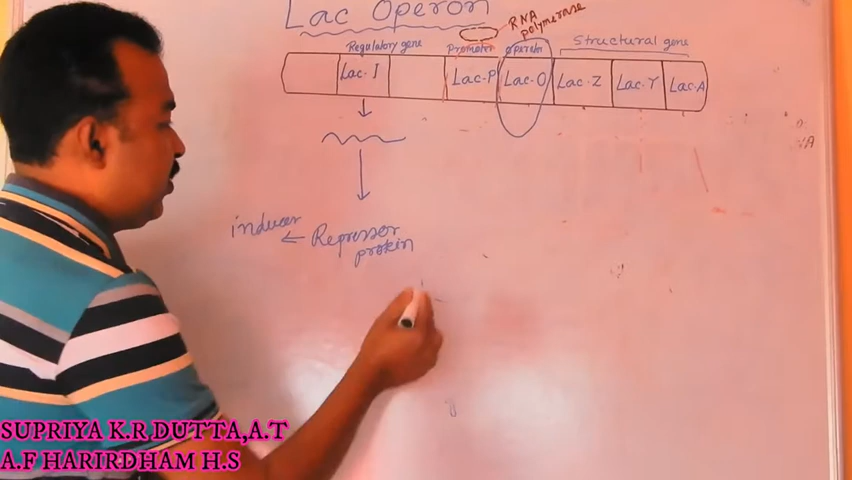 Lac Operon
RNA
polymerase
Regulatory gene
Promoter
operator
Structural gene
Lac-I
Lac-P
Lac-O
Lac-Z
Lac-Y
Lac-A
inducer
Repressor
protein
SUPRIYA K.R DUTTA,A.T
A.F HARIRDHAM H.S